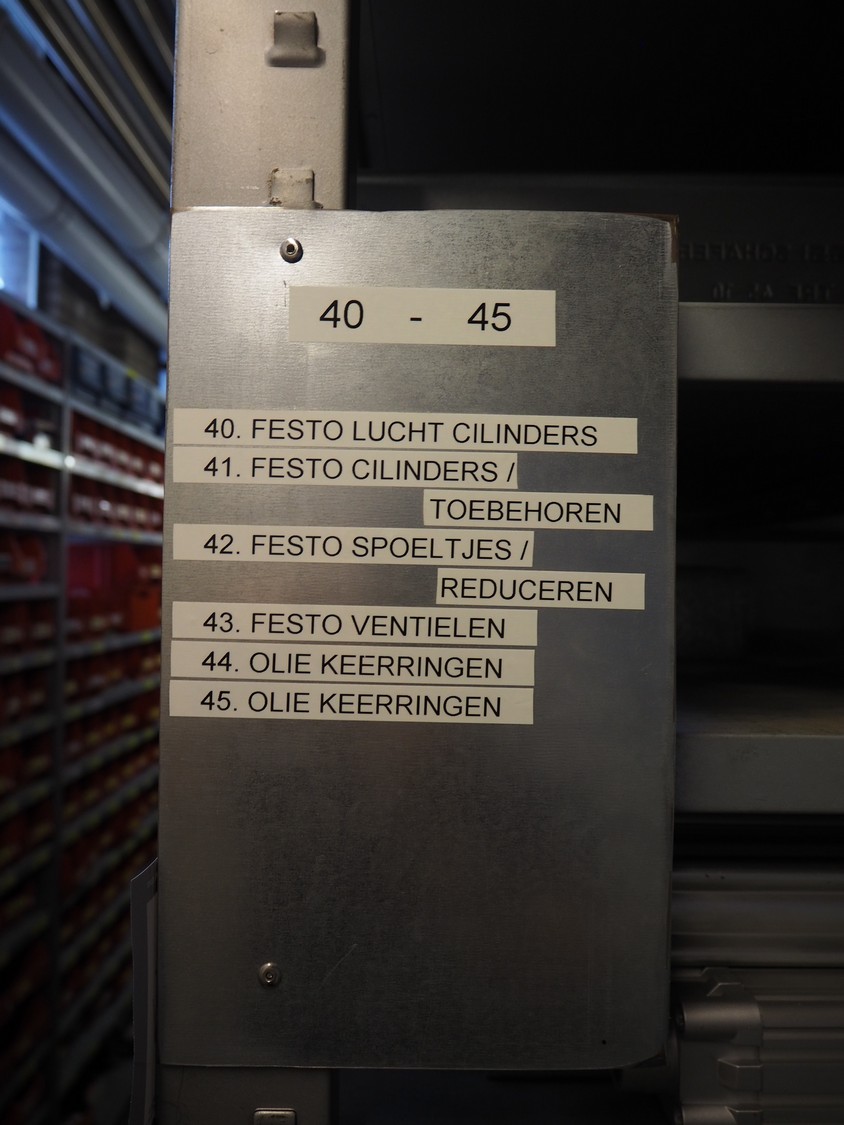 40 - 45
40. FESTO LUCHT CILINDERS
41. FESTO CILINDERS /
TOEBEHOREN
42. FESTO SPOELTJES /
REDUCEREN
43. FESTO VENTIELEN
44. OLIE KEERRINGEN
45. OLIE KEERRINGEN